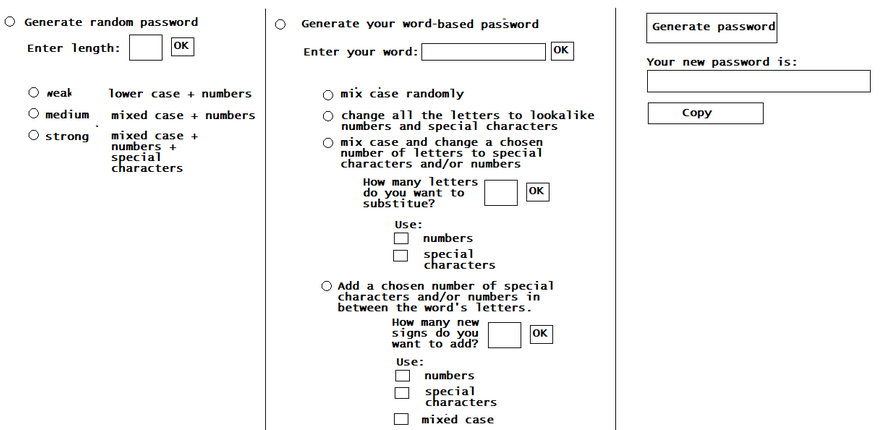 Generate random password
Enter length: OK
weak lower case + numbers
medium mixed case + numbers
strong mixed case +
numbers +
special
characters
Generate your word-based password
Enter your word: OK
mix case randomly
change all the letters to lookalike
numbers and special characters
mix case and change a chosen
number of letters to special
characters and/or numbers
How many letters
do you want to OK
substitue?
Use:
numbers
special
characters
Add a chosen number of special
characters and/or numbers in
between the word's letters.
How many new
signs do you OK
want to add?
Use:
numbers
special
characters
mixed case
Generate password
Your new password is:
Copy